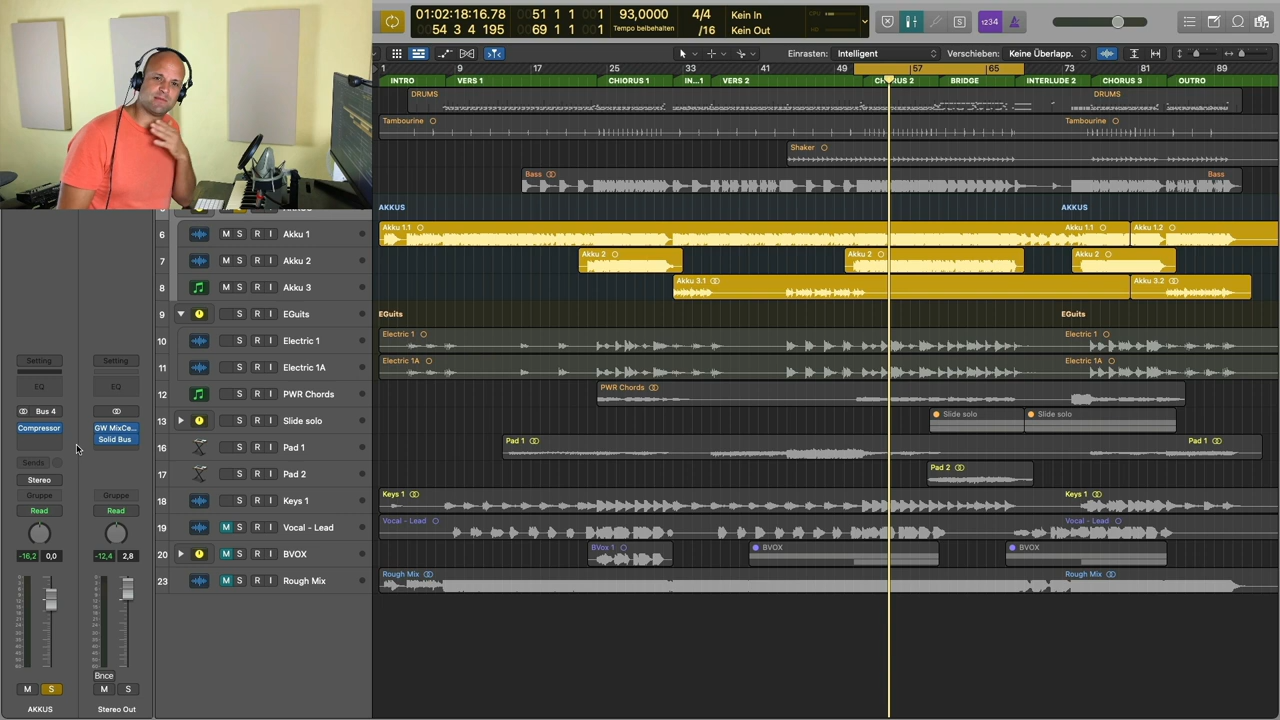 01:02:18:16.78 51 1 1 1 93,0000 4/4 Kein In
54 3 4 195 69 1 1 1 Tempo beibehalten /16 Kein Out
1234
CPU
Einrasten: Intelligent Verschieben: Keine Überlapp.
1 9 17 25 33 41 49 57 65 73 81 89
INTRO VERS 1 CHIORUS 1 IN...1 VERS 2 BRIDGE INTERLUDE 2 CHORUS 3 OUTRO
DRUMS DRUMS
Tambourine Tambourine
Shaker
Bass Bass
AKKUS AKKUS
6 M S R I Akku 1 Akku 1.1 Akku 1.1 Akku 1.2
7 M S R I Akku 2 Akku 2 Akku 2 Akku 2
8 M S R I Akku 3 Akku 3.1 Akku 3.2
9 S R I EGuits EGuits EGuits
10 S R I Electric 1 Electric 1 Electric 1
11 S R I Electric 1A Electric 1A Electric 1A
12 S R I PWR Chords PWR Chords
13 S R I Slide solo Slide solo Slide solo
16 S R I Pad 1 Pad 1 Pad 1
17 S R I Pad 2 Pad 2
18 S R I Keys 1 Keys 1 Keys 1
19 M S R I Vocal - Lead Vocal - Lead Vocal - Lead
20 M S R I BVOX BVox 1 BVOX BVOX
23 M S R I Rough Mix Rough Mix Rough Mix
Setting Setting
EQ EQ
Bus 4
Compressor GW MixCe...
Solid Bus
Sends
Stereo
Gruppe Gruppe
Read Read
-16,2 0,0 -12,4 2,8
Bnce
M S M S
AKKUS Stereo Out